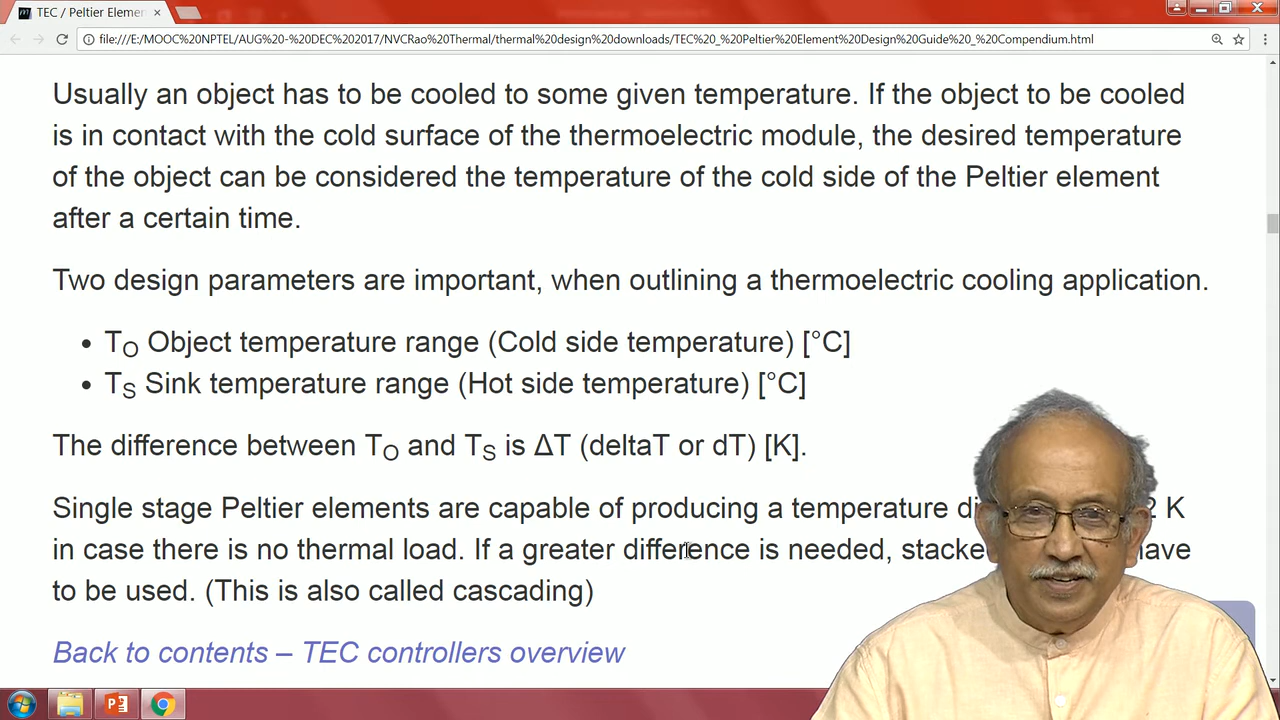 TEC / Peltier Elemen
file:///E:/MOOC%20NPTEL/AUG%20-%20DEC%202017/NVCRao%20Thermal/thermal%20design%20downloads/TEC%20_%20Peltier%20Element%20Design%20Guide%20_%20Compendium.html
Usually an object has to be cooled to some given temperature. If the object to be cooled
is in contact with the cold surface of the thermoelectric module, the desired temperature
of the object can be considered the temperature of the cold side of the Peltier element
after a certain time.
Two design parameters are important, when outlining a thermoelectric cooling application.
• TO Object temperature range (Cold side temperature) [°C]
• TS Sink temperature range (Hot side temperature) [°C]
The difference between TO and TS is ΔT (deltaT or dT) [K].
Single stage Peltier elements are capable of producing a temperature K
in case there is no thermal load. If a greater difference is needed, have
to be used. (This is also called cascading)
Back to contents – TEC controllers overview